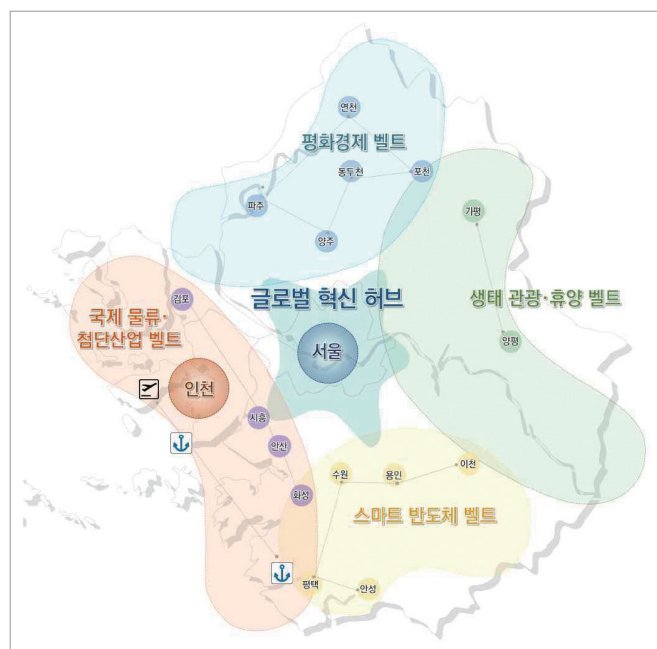 연천
평화경제 벨트
동두천
포천
파주
양주
가평
김포
글로벌 혁신 허브
생태 관광·휴양 벨트
국제 물류·
첨단산업 벨트
서울
양평
인천
시흥
안산
수원
용인
이천
화성
스마트 반도체 벨트
평택
안성